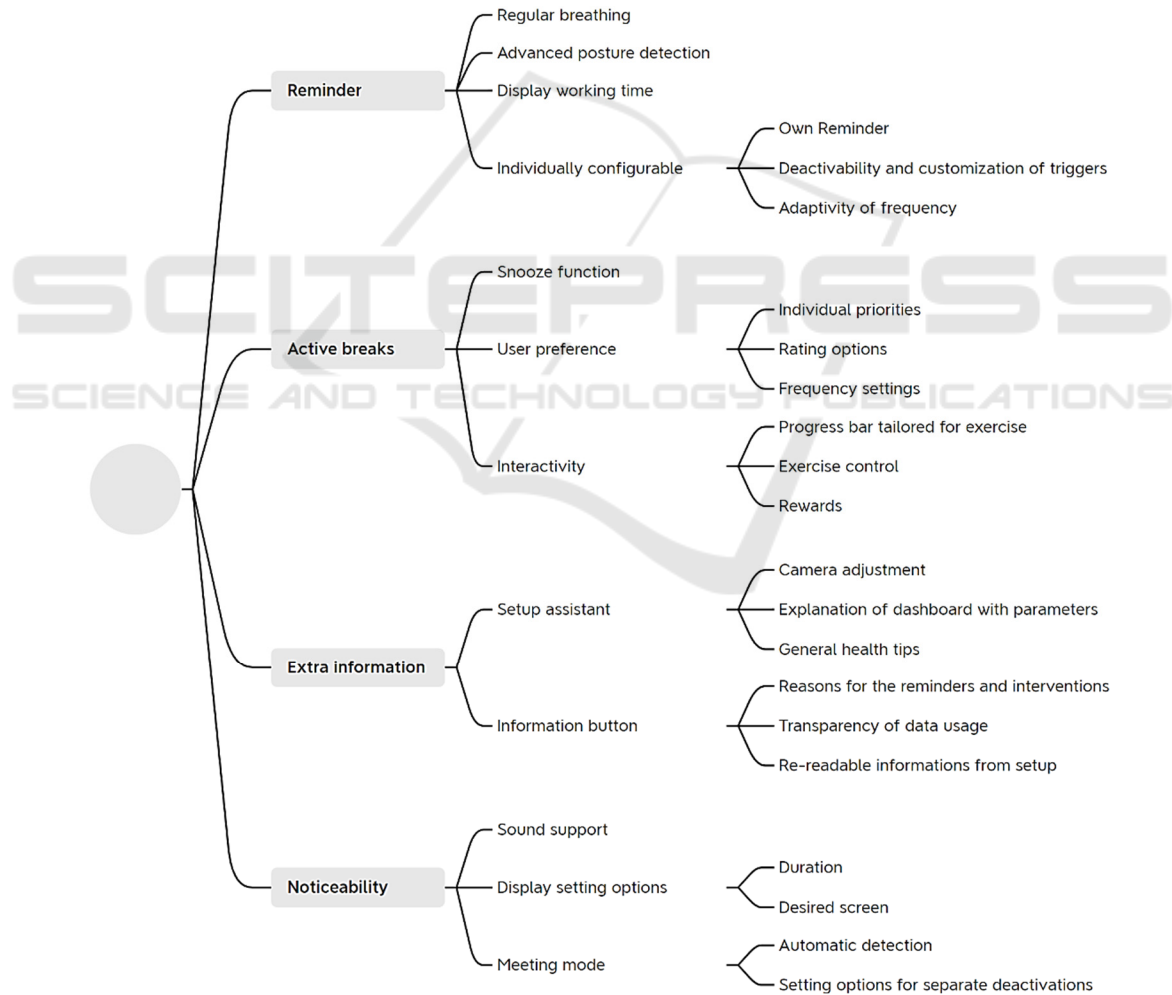 Regular breathing
Advanced posture detection
Reminder
Display working time
Own Reminder
Individually configurable
Deactivability and customization of triggers
Adaptivity of frequency
Snooze function
SCITEPRESS
Individual priorities
Active breaks
User preference
Rating options
Frequency settings
SCIENCE AND TECHNOLOGY PUBLICATIONS
Progress bar tailored for exercise
Interactivity
Exercise control
Rewards
Camera adjustment
Setup assistant
Explanation of dashboard with parameters
General health tips
Extra information
Reasons for the reminders and interventions
Information button
Transparency of data usage
Re-readable informations from setup
Sound support
Duration
Noticeability
Display setting options
Desired screen
Automatic detection
Meeting mode
Setting options for separate deactivations